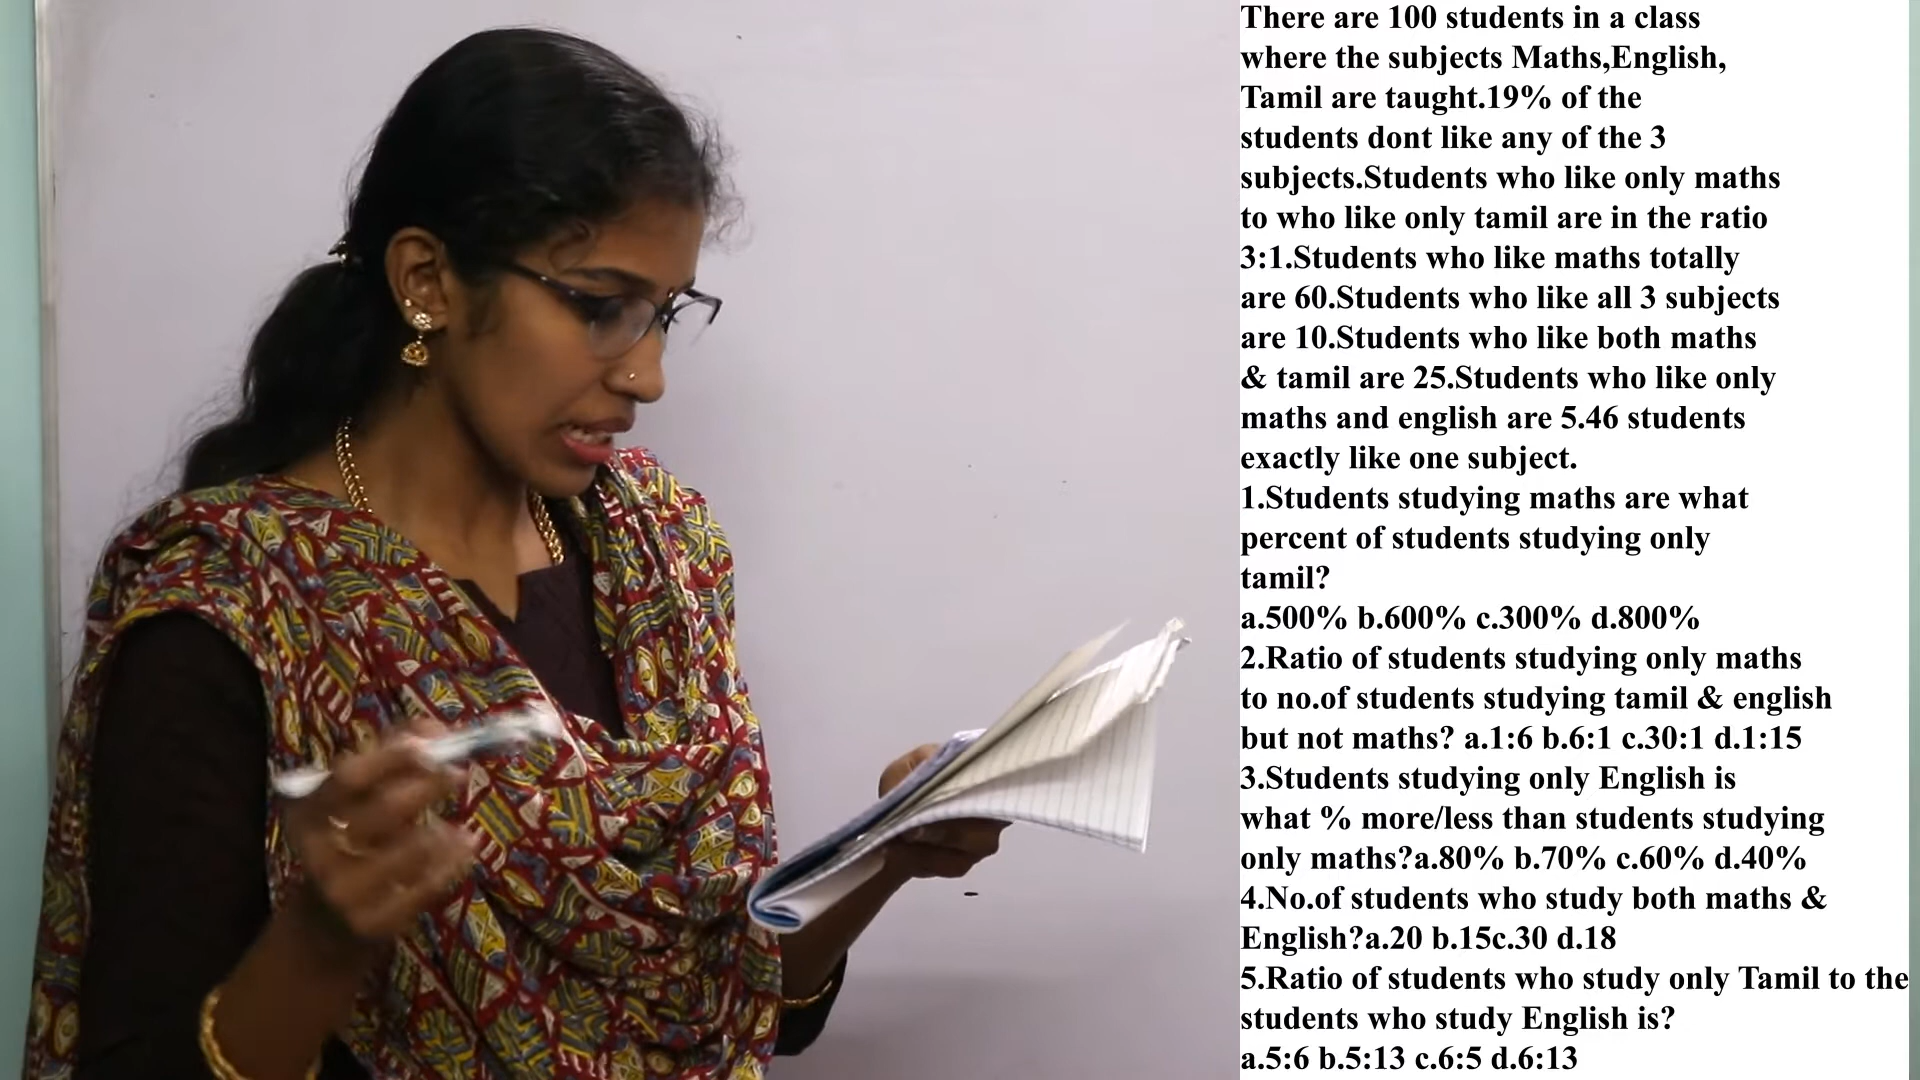 There are 100 students in a class
where the subjects Maths,English,
Tamil are taught.19% of the
students dont like any of the 3
subjects.Students who like only maths
to who like only tamil are in the ratio
3:1.Students who like maths totally
are 60.Students who like all 3 subjects
are 10.Students who like both maths
& tamil are 25.Students who like only
maths and english are 5.46 students
exactly like one subject.
1.Students studying maths are what
percent of students studying only
tamil?
a.500% b.600% c.300% d.800%
2.Ratio of students studying only maths
to no.of students studying tamil & english
but not maths? a.1:6 b.6:1 c.30:1 d.1:15
3.Students studying only English is
what % more/less than students studying
only maths?a.80% b.70% c.60% d.40%
4.No.of students who study both maths &
English?a.20 b.15c.30 d.18
5.Ratio of students who study only Tamil to the
students who study English is?
a.5:6 b.5:13 c.6:5 d.6:13